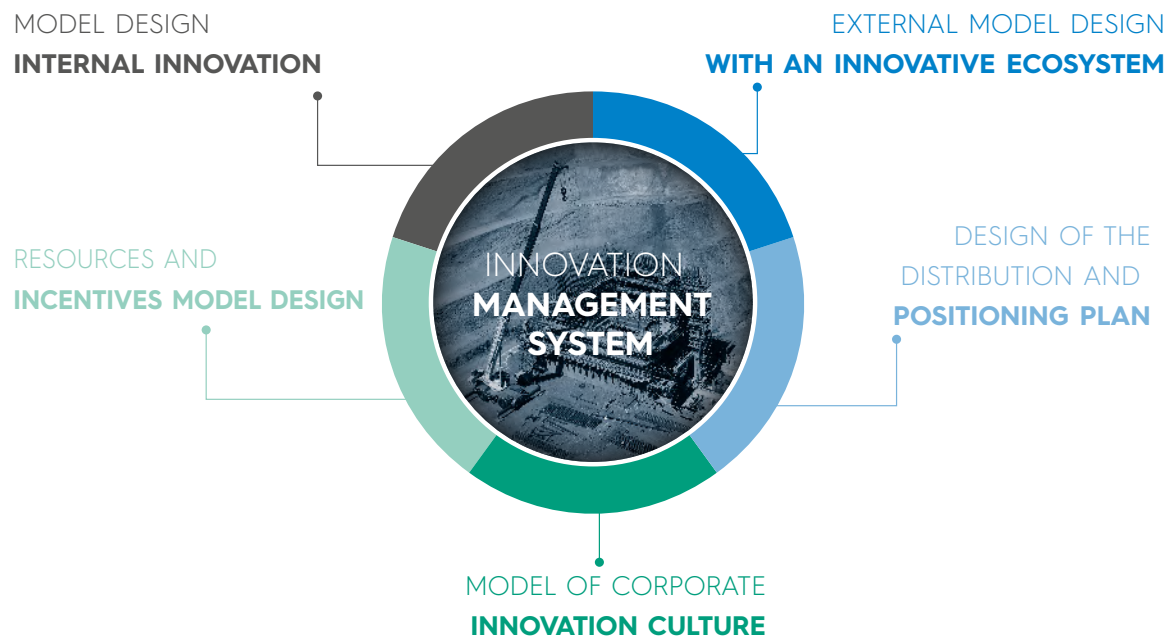 MODEL DESIGN
INTERNAL INNOVATION
EXTERNAL MODEL DESIGN
WITH AN INNOVATIVE ECOSYSTEM
RESOURCES AND
INCENTIVES MODEL DESIGN
INNOVATION
MANAGEMENT
SYSTEM
DESIGN OF THE
DISTRIBUTION AND
POSITIONING PLAN
MODEL OF CORPORATE
INNOVATION CULTURE